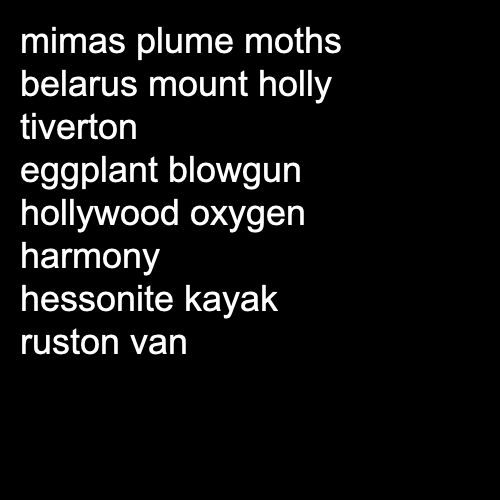 mimas plume moths
belarus mount holly
tiverton
eggplant blowgun
hollywood oxygen
harmony
hessonite kayak
ruston van